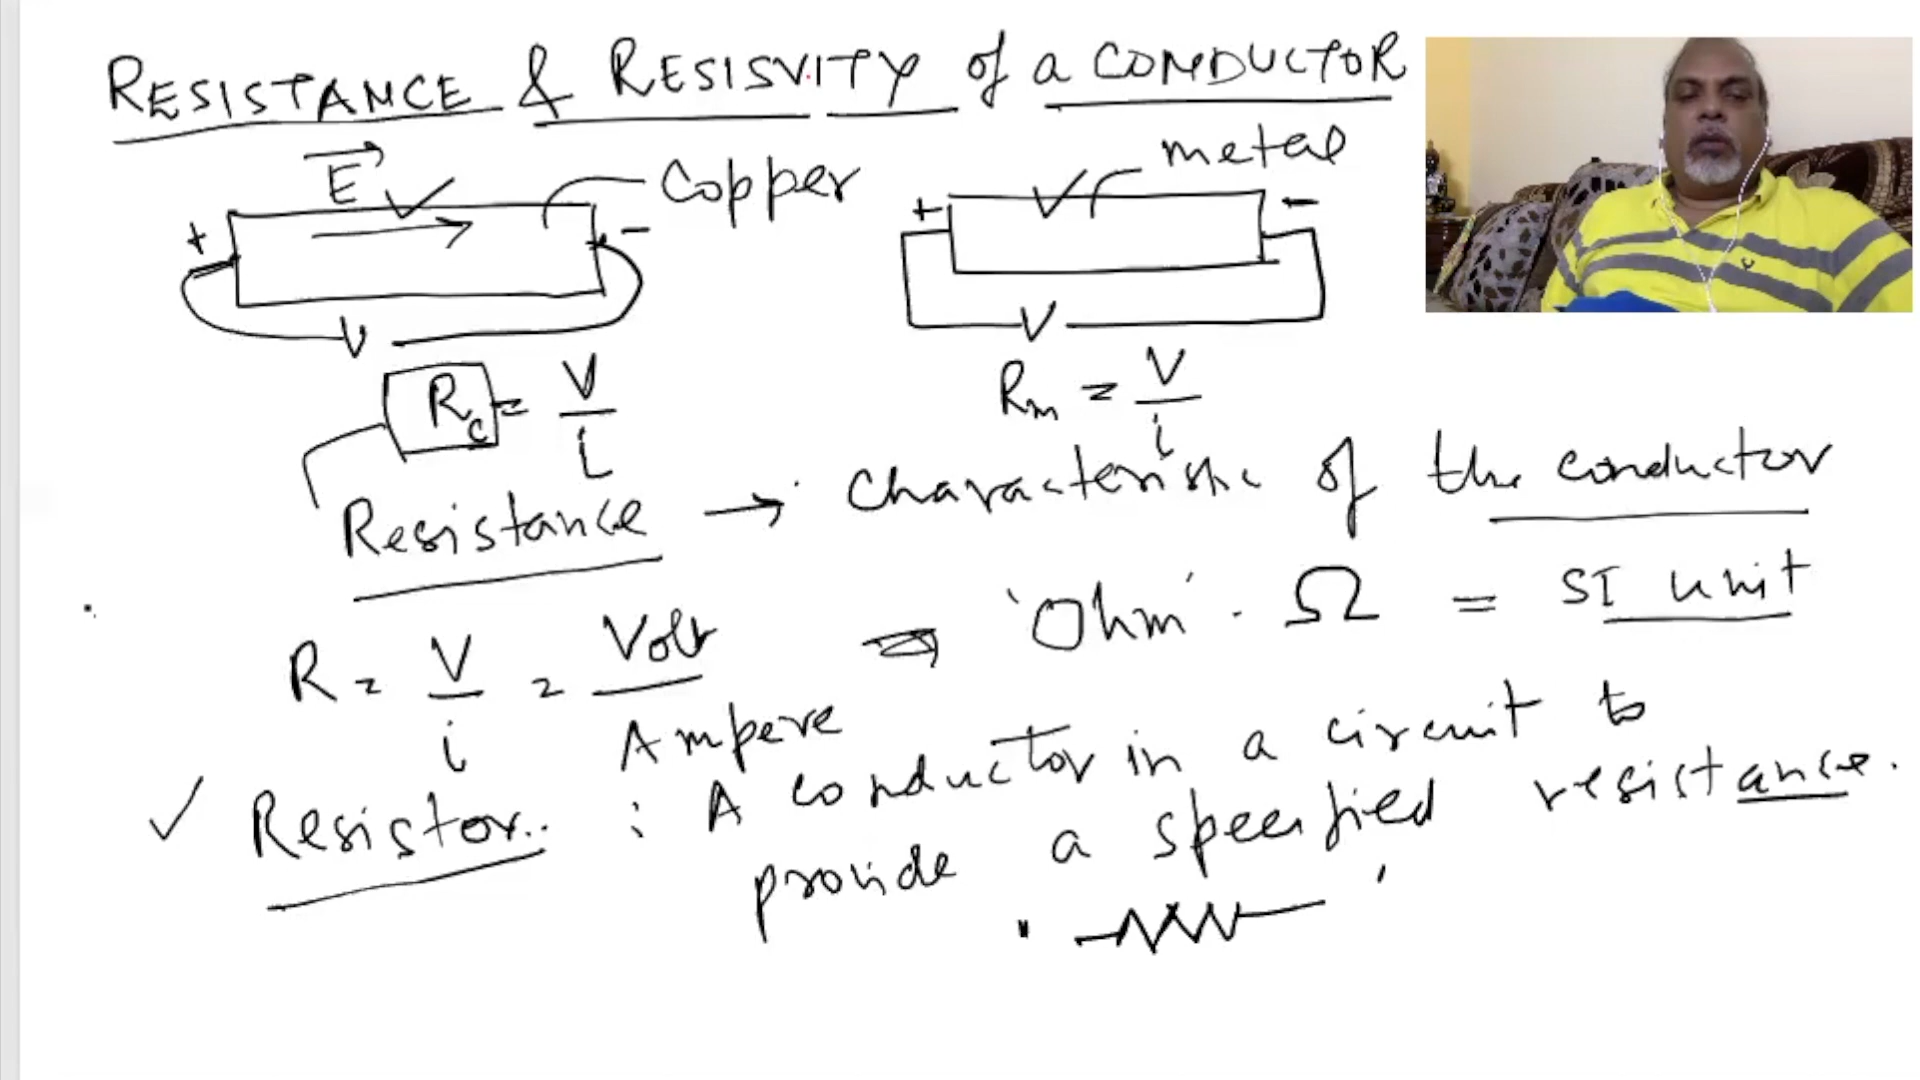 RESISTANCE & RESISVITY of a CONDUCTOR
E
Copper
metal
+ -
+ -
V
V
Rc = V/i
Rm = V/i
Resistance → Characteristic of the conductor
R = V/i = Volt/Ampere ⇒ 'Ohm'. Ω = SI unit
✓ Resistor.. : A conductor in a circuit to
provide a specified resistance.